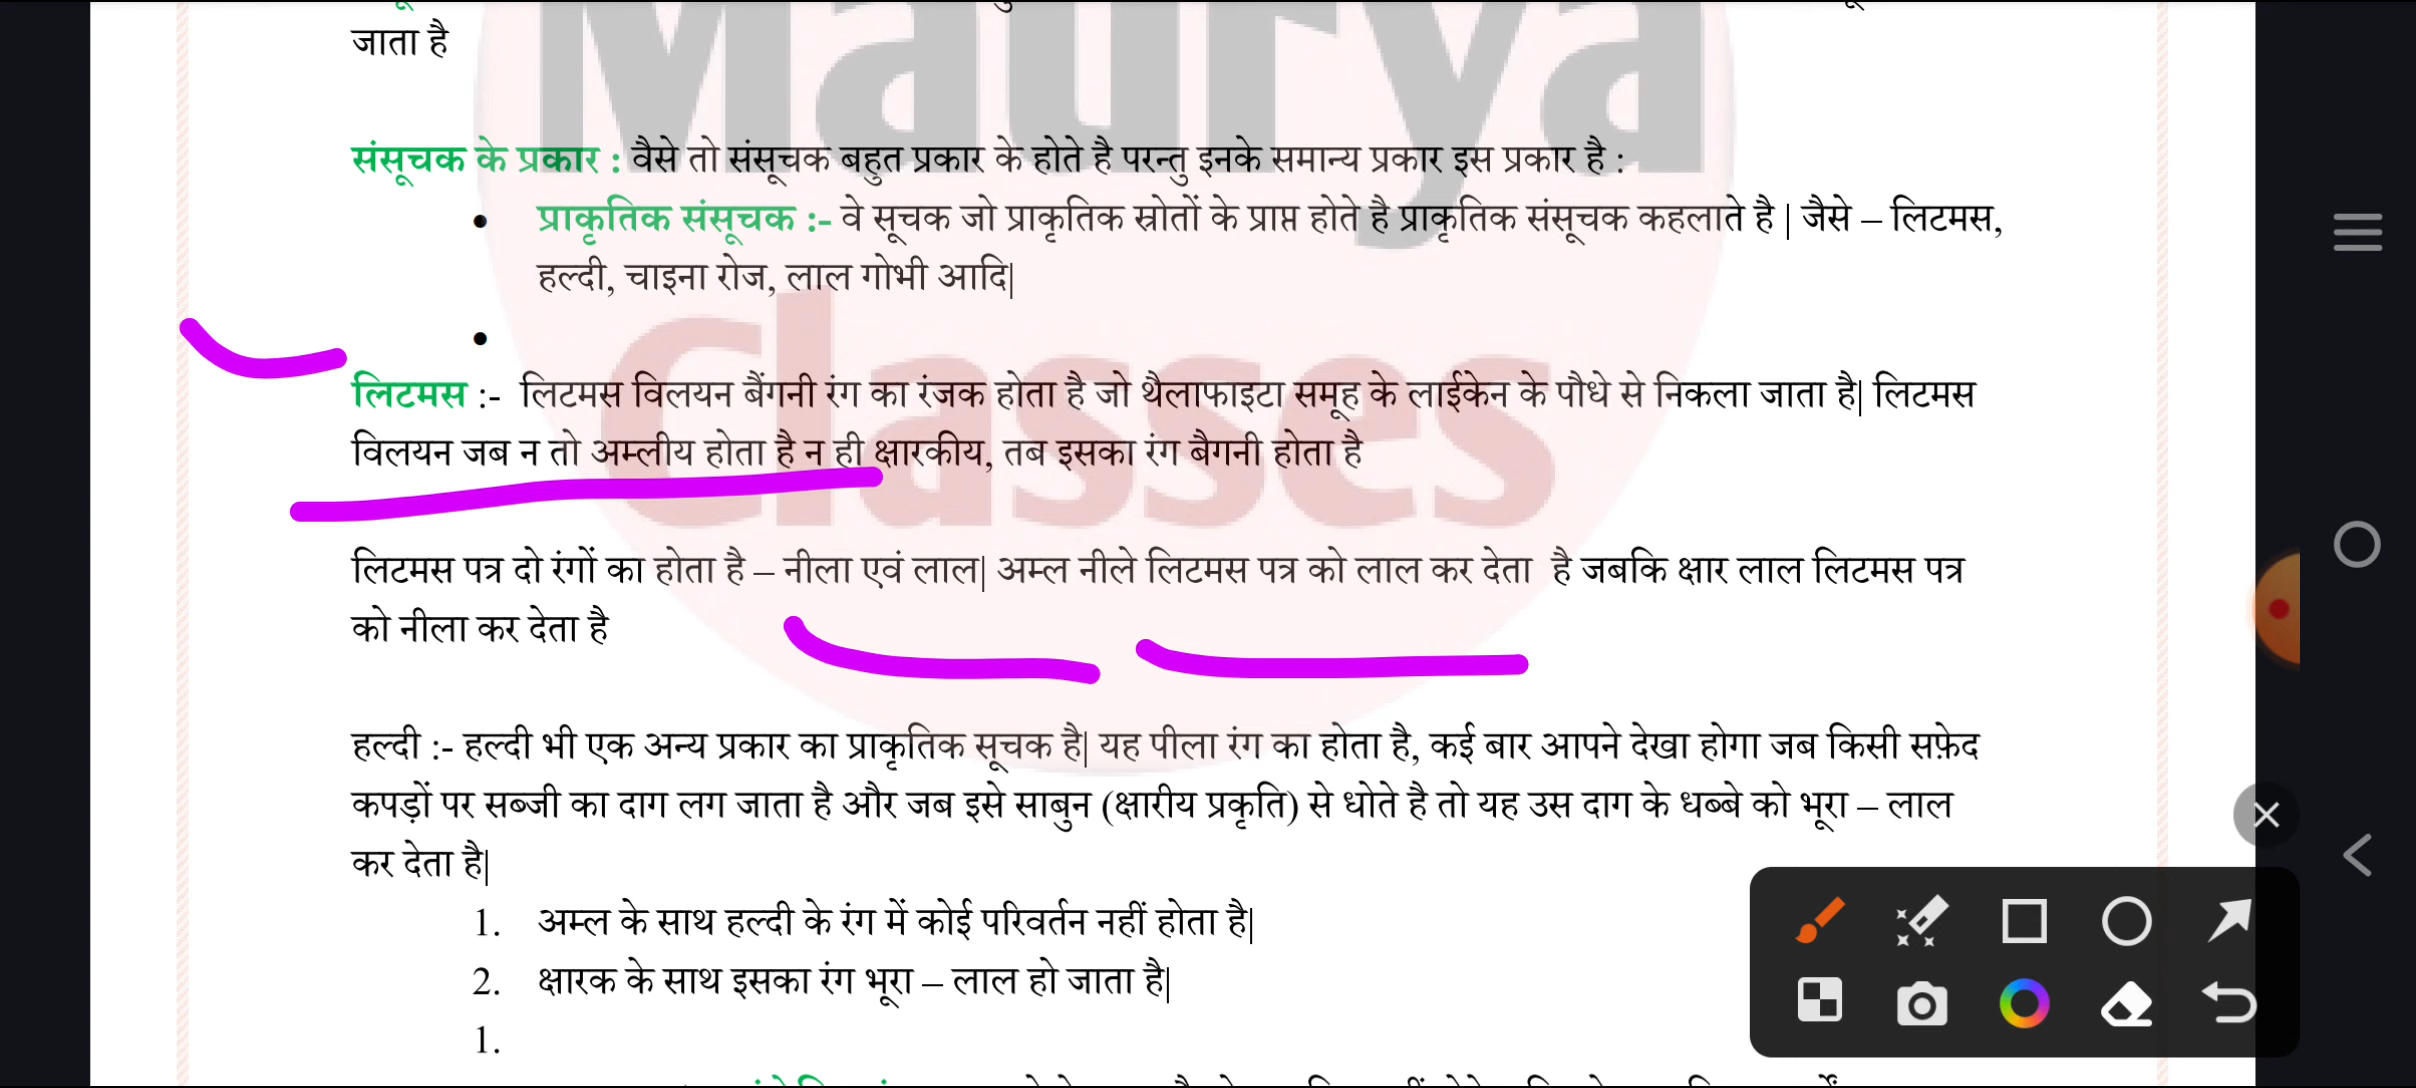 जाता है
Maurya
संसूचक के प्रकार : वैसे तो संसूचक बहुत प्रकार के होते है परन्तु इनके समान्य प्रकार इस प्रकार है :
• प्राकृतिक संसूचक :- वे सूचक जो प्राकृतिक स्रोतों के प्राप्त होते है प्राकृतिक संसूचक कहलाते है | जैसे – लिटमस,
हल्दी, चाइना रोज, लाल गोभी आदि|
•
Classes
लिटमस :- लिटमस विलयन बैंगनी रंग का रंजक होता है जो थैलाफाइटा समूह के लाईकेन के पौधे से निकला जाता है| लिटमस
विलयन जब न तो अम्लीय होता है न ही क्षारकीय, तब इसका रंग बैगनी होता है
लिटमस पत्र दो रंगों का होता है – नीला एवं लाल| अम्ल नीले लिटमस पत्र को लाल कर देता है जबकि क्षार लाल लिटमस पत्र
को नीला कर देता है
हल्दी :- हल्दी भी एक अन्य प्रकार का प्राकृतिक सूचक है| यह पीला रंग का होता है, कई बार आपने देखा होगा जब किसी सफ़ेद
कपड़ों पर सब्जी का दाग लग जाता है और जब इसे साबुन (क्षारीय प्रकृति) से धोते है तो यह उस दाग के धब्बे को भूरा – लाल
कर देता है|
1. अम्ल के साथ हल्दी के रंग में कोई परिवर्तन नहीं होता है|
2. क्षारक के साथ इसका रंग भूरा – लाल हो जाता है|
1.